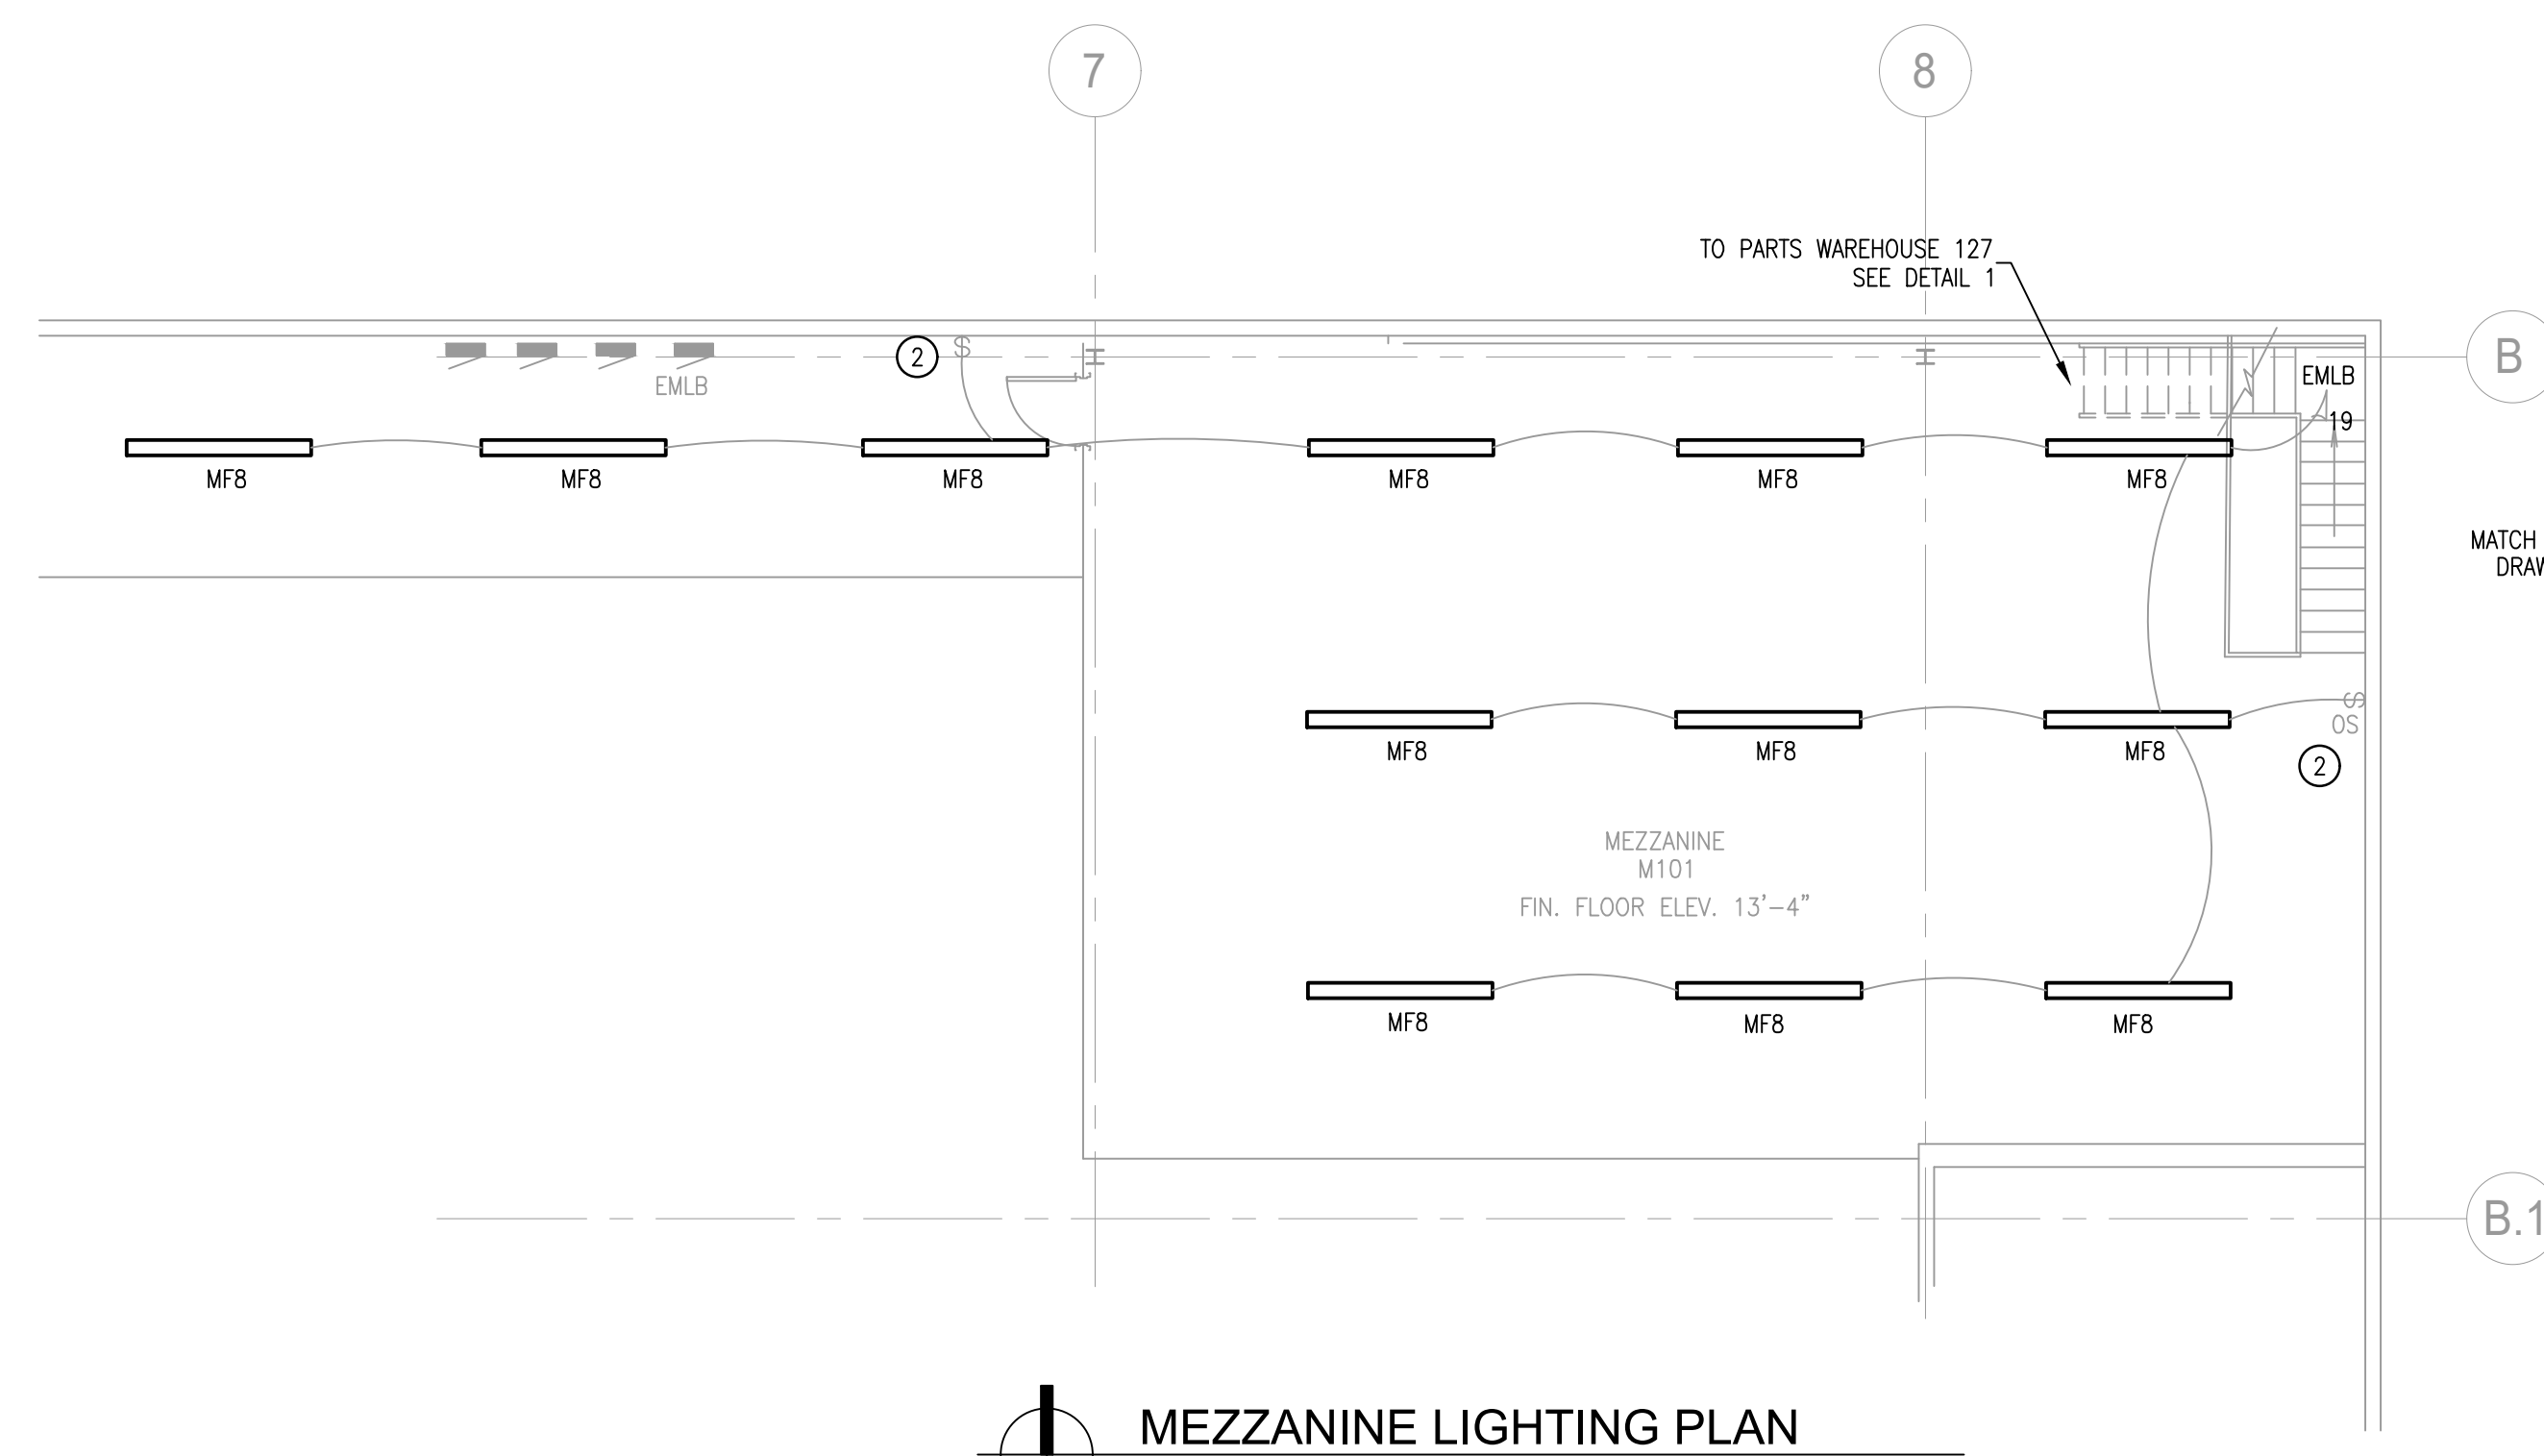 7
8
TO PARTS WAREHOUSE 127
SEE DETAIL 1
2
$
B
EMLB
EMLB
19
MF8
MF8
MF8
MF8
MF8
MF8
MATCH
$
OS
MF8
MF8
MF8
2
MEZZANINE
M101
FIN. FLOOR ELEV. 13'-4"
MF8
MF8
MF8
B.1
MEZZANINE LIGHTING PLAN